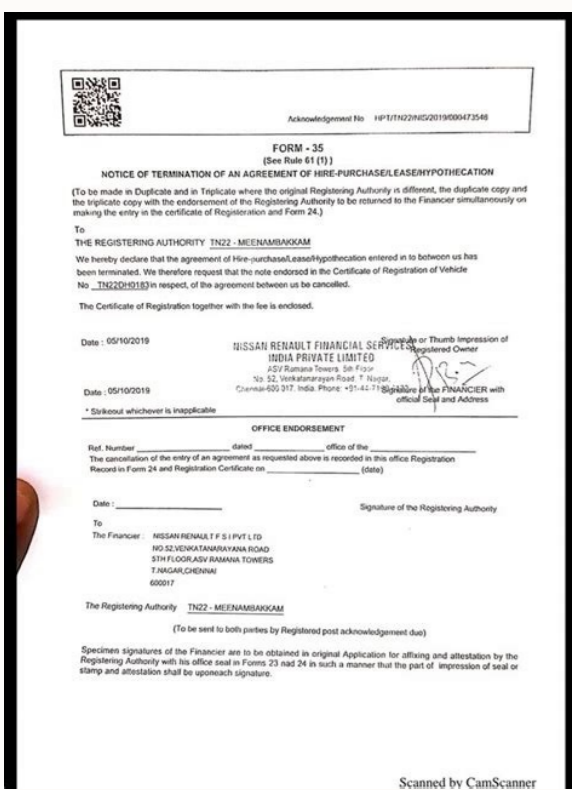 Acknowledgement No HPT/TN22/NIS/2019/000473548
FORM - 35
(See Rule 61 (1) )
NOTICE OF TERMINATION OF AN AGREEMENT OF HIRE-PURCHASE/LEASE/HYPOTHECATION
(To be made in Duplicate and in Triplicate where the original Registering Authority is different, the duplicate copy and
the triplicate copy with the endorsement of the Registering Authority to be returned to the Financier simultaneously on
making the entry in the certificate of Registeration and Form 24.)
To
THE REGISTERING AUTHORITY TN22 - MEENAMBAKKAM
We hereby declare that the agreement of Hire-purchase/Lease/Hypothecation entered in to between us has
been terminated. We therefore request that the note endorsed in the Certificate of Registration of Vehicle
No TN22DH0183 in respect, of the agreement between us be cancelled.
The Certificate of Registration together with the fee is enclosed.
Date : 05/10/2019
Signature or Thumb Impression of
Registered Owner
NISSAN RENAULT FINANCIAL SERVICES
INDIA PRIVATE LIMITED
ASV Ramana Towers, 5th Floor
No. 52, Venkatanarayan Road, T. Nagar,
Chennai-600 017. India. Phone: +91-44-
Date : 05/10/2019
Signature of the FINANCIER with
official Seal and Address
* Strikeout whichever is inapplicable
OFFICE ENDORSEMENT
Ref. Number dated office of the
The cancellation of the entry of an agreement as requested above is recorded in this office Registration
Record in Form 24 and Registration Certificate on (date)
Date :
Signature of the Registering Authority
To
The Financier : NISSAN RENAULT F S I PVT LTD
NO.52,VENKATANARAYANA ROAD
5TH FLOOR,ASV RAMANA TOWERS
T.NAGAR,CHENNAI
600017
The Registering Authority TN22 - MEENAMBAKKAM
(To be sent to both parties by Registered post acknowledgement due)
Specimen signatures of the Financier are to be obtained in original Application for affixing and attestation by the
Registering Authority with his office seal in Forms 23 nad 24 in such a manner that the part of impression of seal or
stamp and attestation shall be uponeach signature.
Scanned by CamScanner